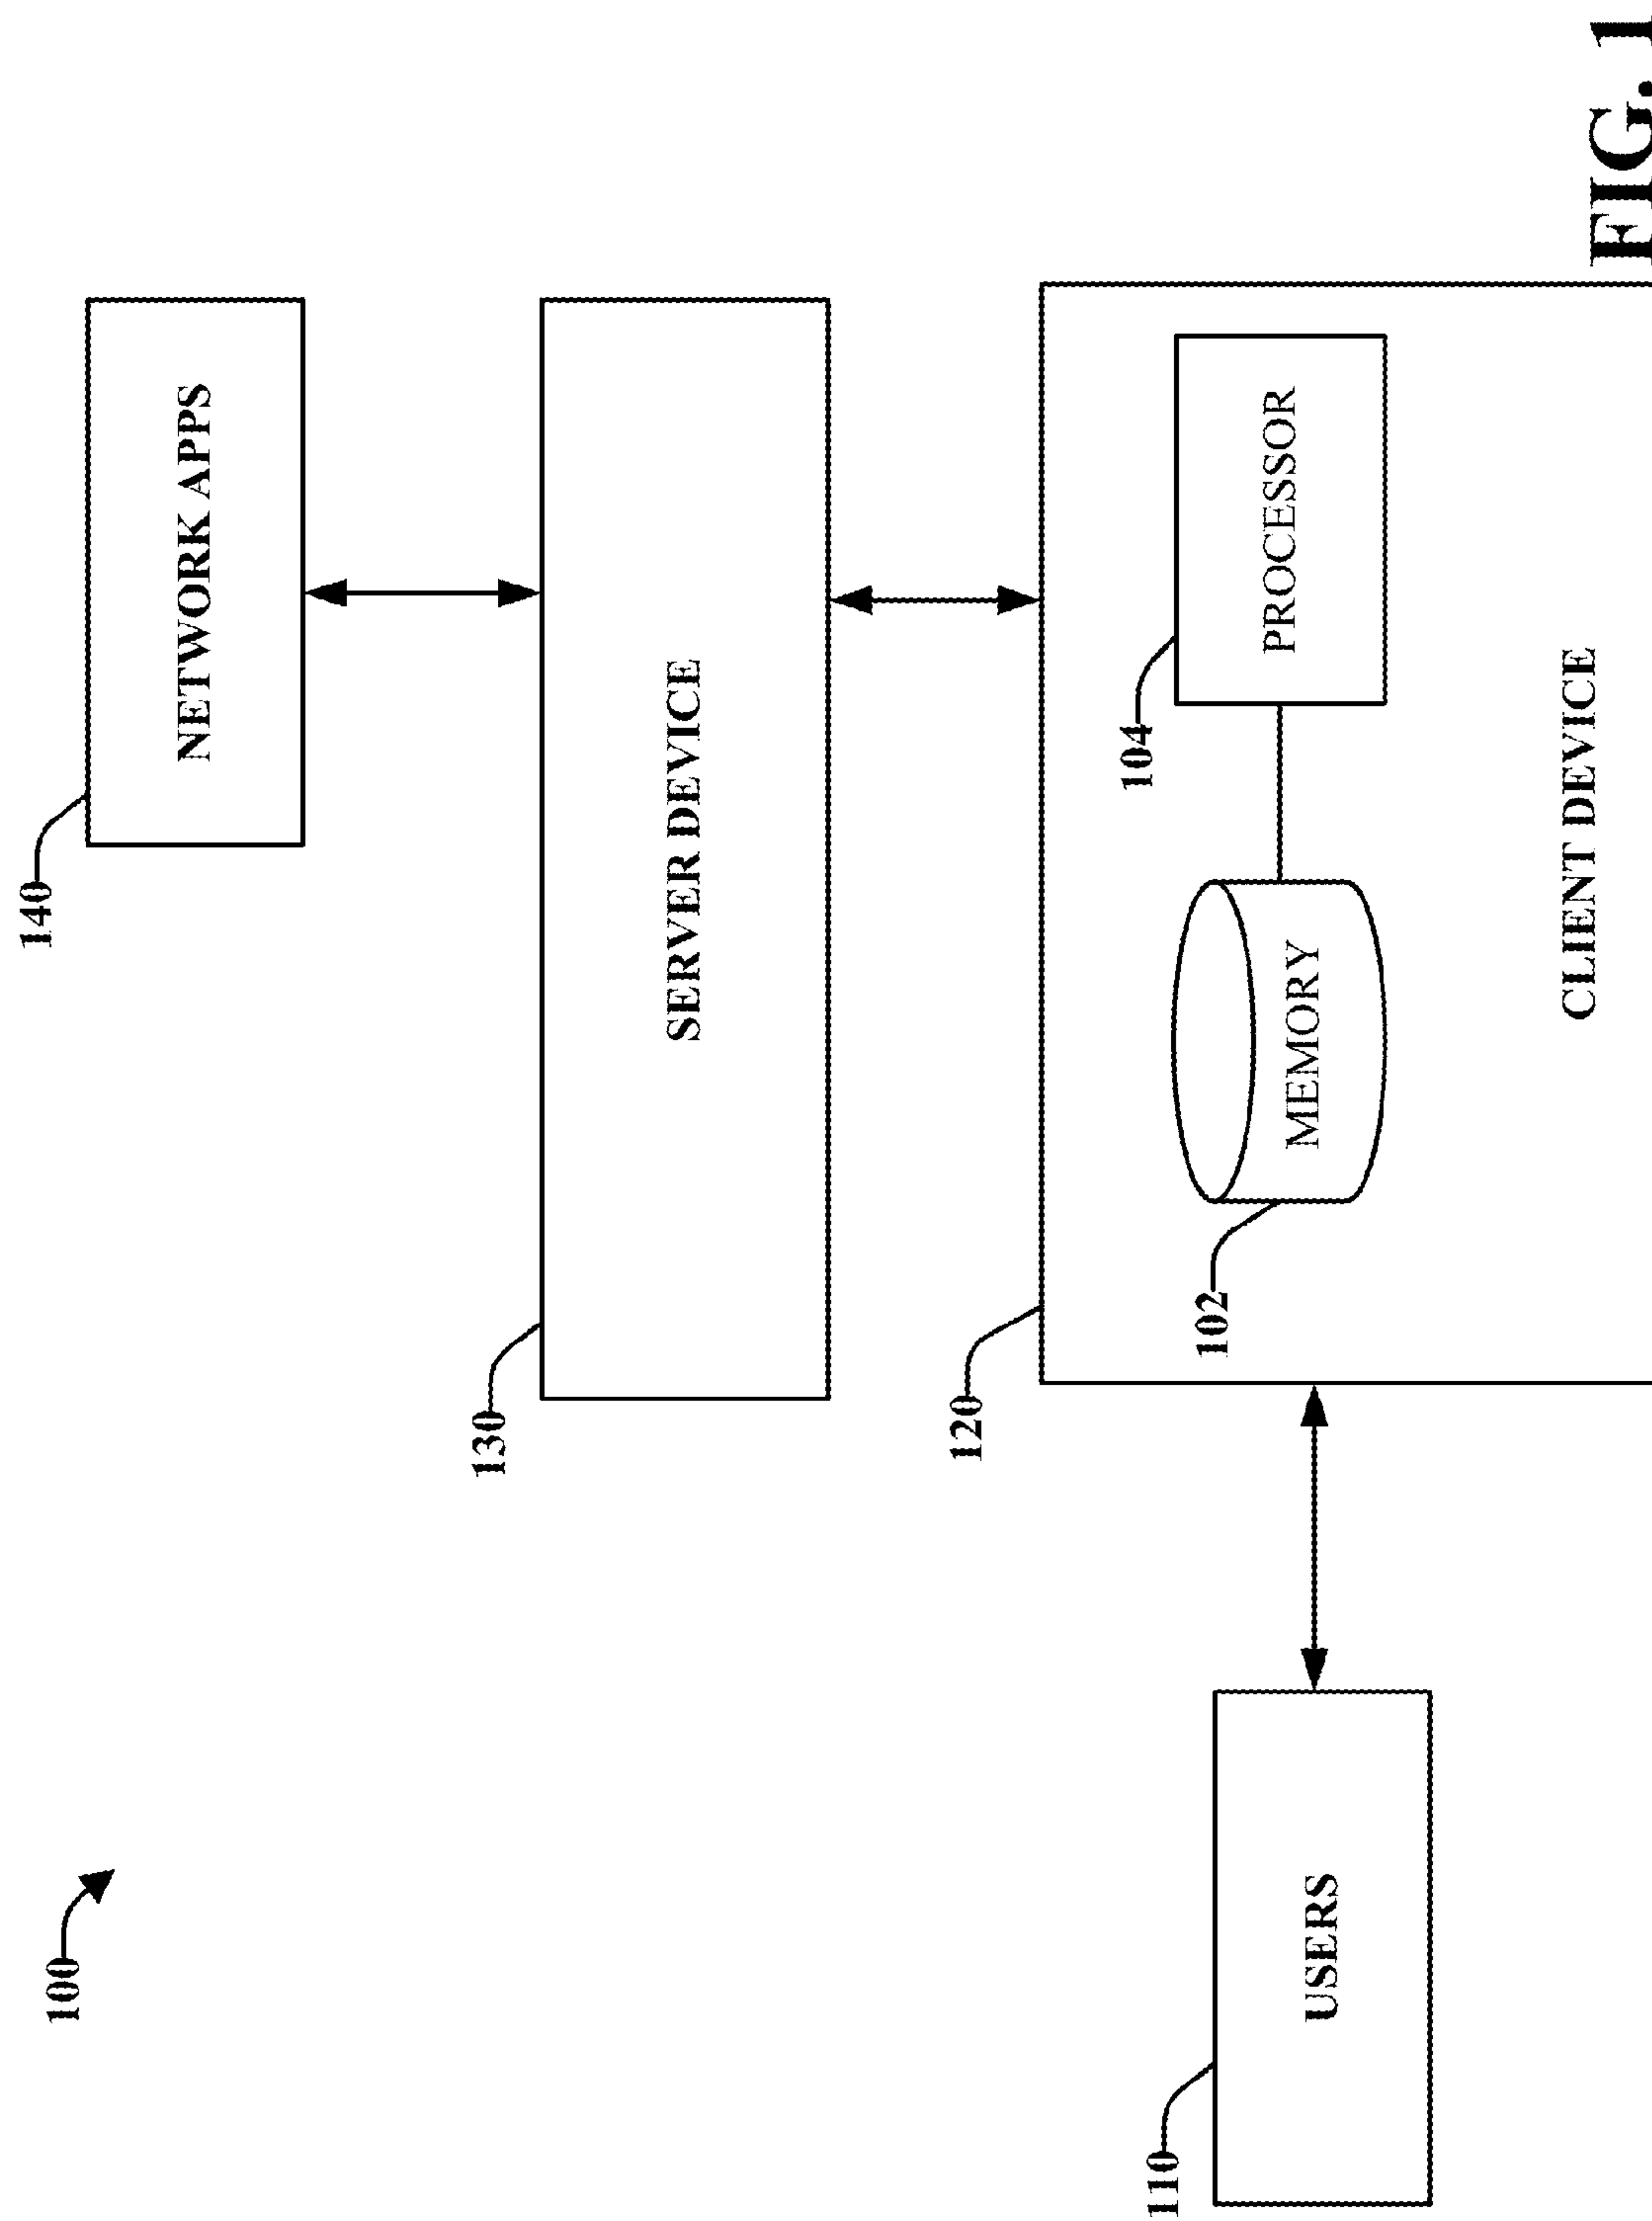 100
140
NETWORK APPS
130
SERVER DEVICE
120
104
PROCESSOR
102
MEMORY
110
USERS
CLIENT DEVICE
FIG. 1